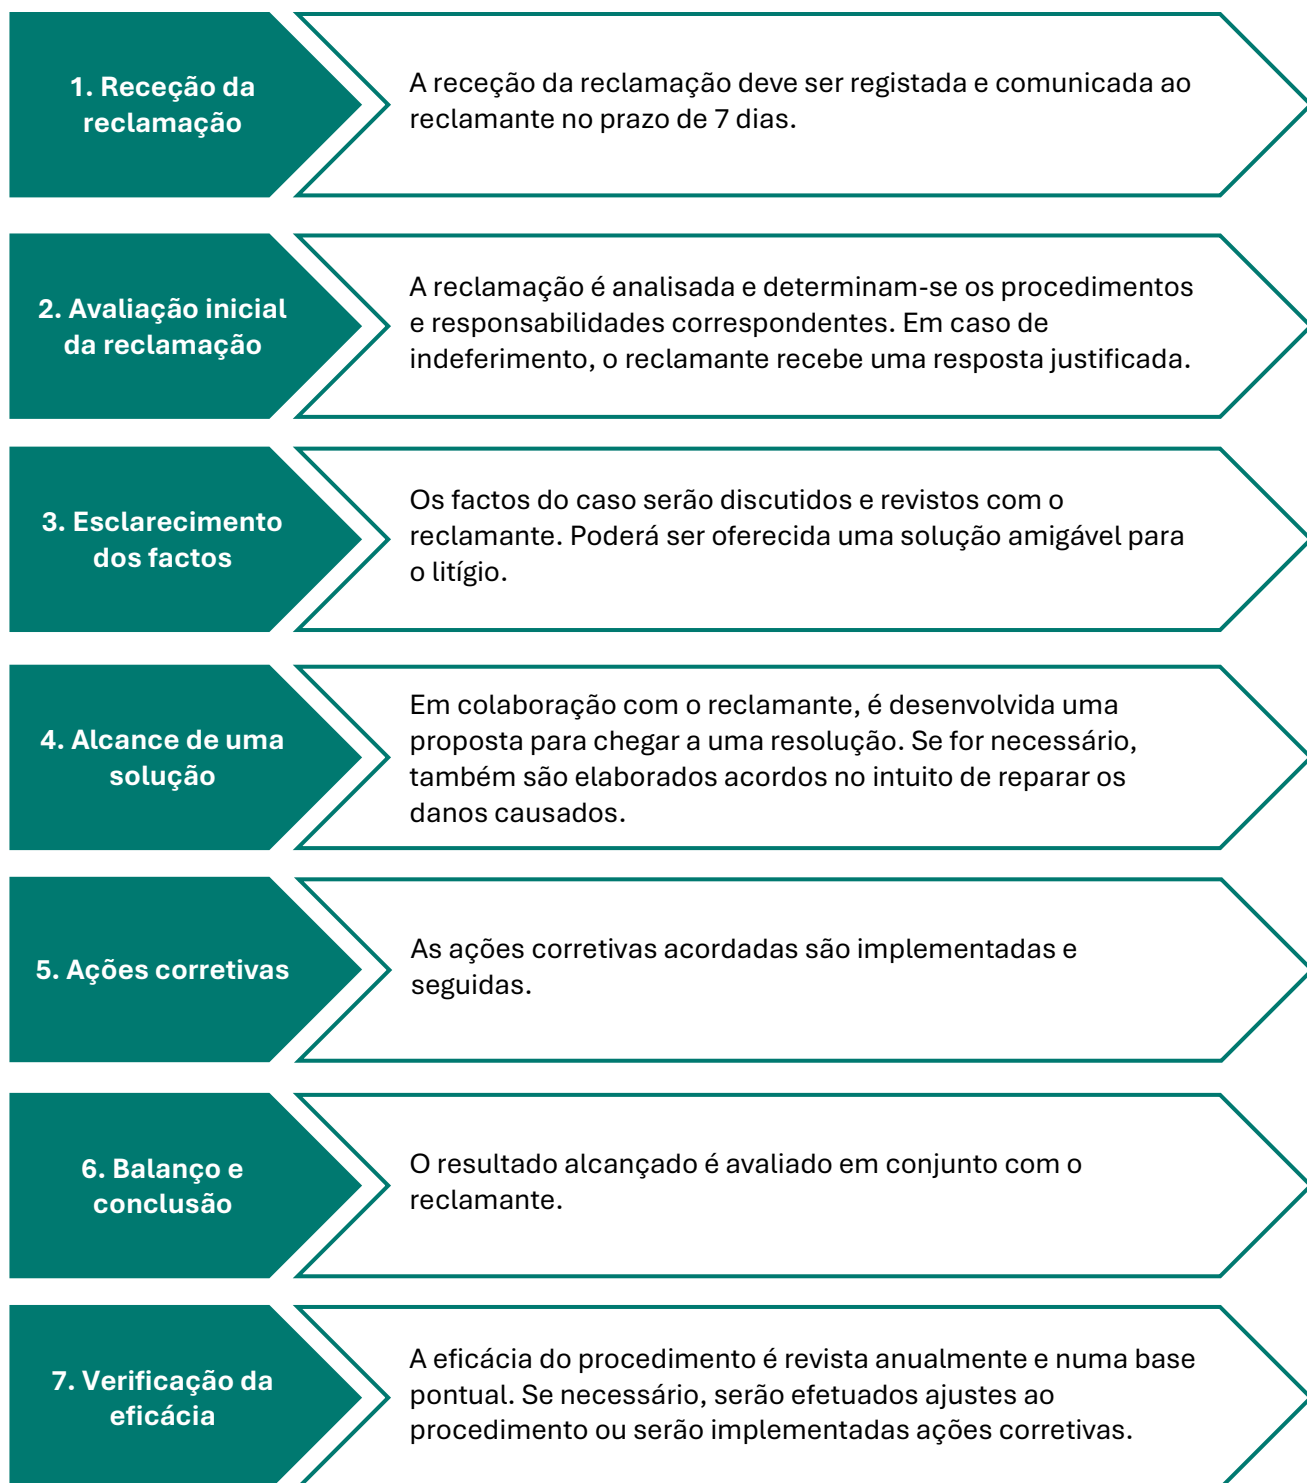 1. Receção da
reclamação
A receção da reclamação deve ser registada e comunicada ao
reclamante no prazo de 7 dias.
2. Avaliação inicial
da reclamação
A reclamação é analisada e determinam-se os procedimentos
e responsabilidades correspondentes. Em caso de
indeferimento, o reclamante recebe uma resposta justificada.
3. Esclarecimento
dos factos
Os factos do caso serão discutidos e revistos com o
reclamante. Poderá ser oferecida uma solução amigável para
o litígio.
4. Alcance de uma
solução
Em colaboração com o reclamante, é desenvolvida uma
proposta para chegar a uma resolução. Se for necessário,
também são elaborados acordos no intuito de reparar os
danos causados.
5. Ações corretivas
As ações corretivas acordadas são implementadas e
seguidas.
6. Balanço e
conclusão
O resultado alcançado é avaliado em conjunto com o
reclamante.
7. Verificação da
eficácia
A eficácia do procedimento é revista anualmente e numa base
pontual. Se necessário, serão efetuados ajustes ao
procedimento ou serão implementadas ações corretivas.